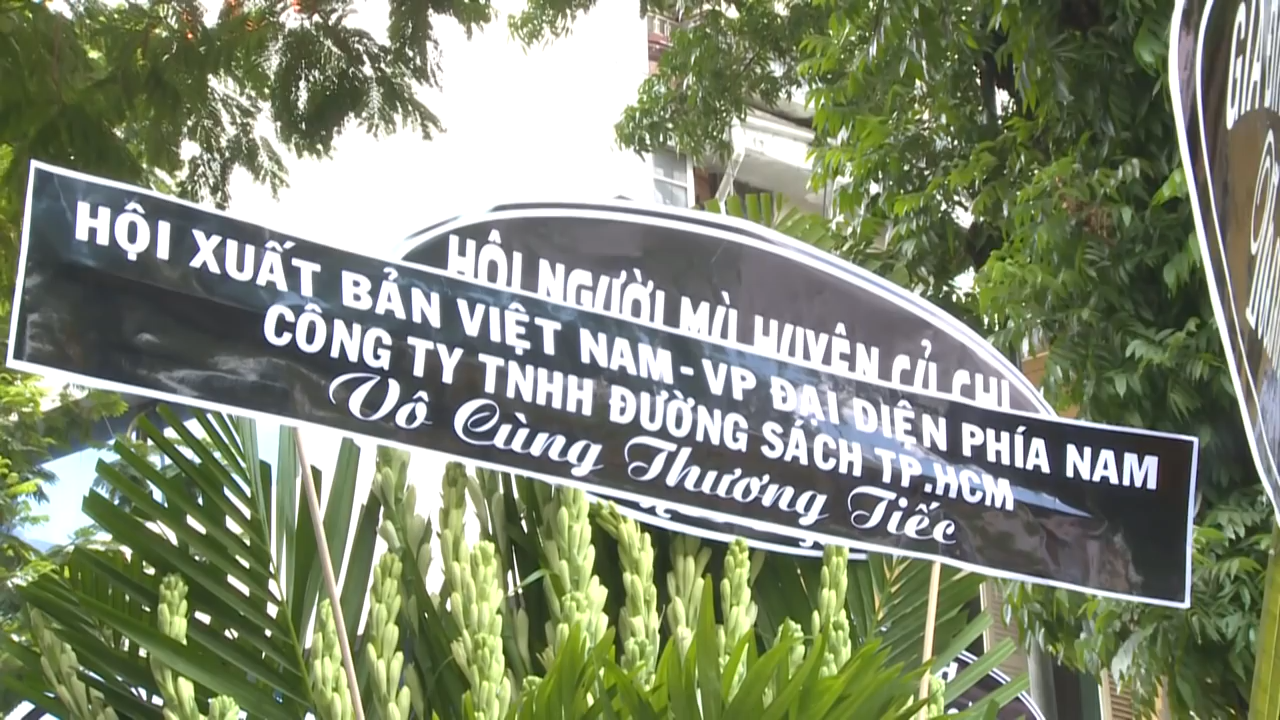 HỘI XUẤT BẢN VIỆT NAM - VP ĐẠI DIỆN PHÍA NAM
CÔNG TY TNHH ĐƯỜNG SÁCH TP.HCM
Vô Cùng Thương Tiếc
HỘI NGƯỜI MÙ HUYỆN CỦ CHI